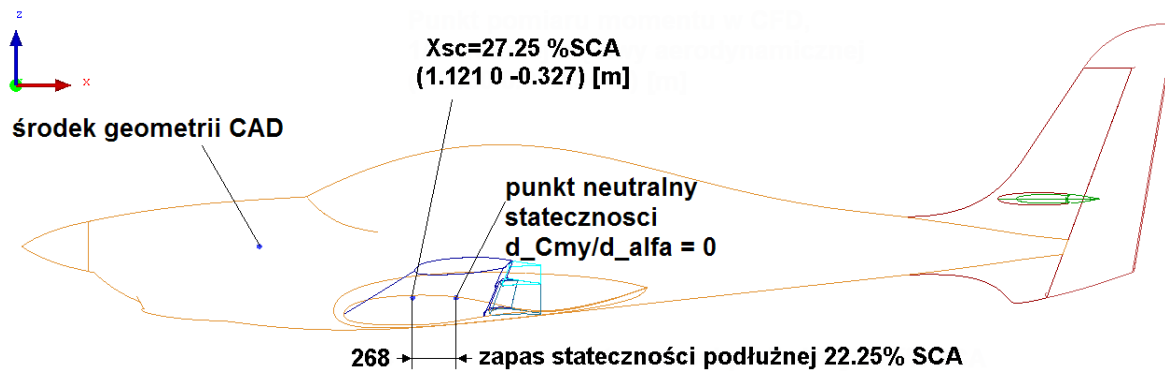 z
x
Xsc=27.25 %SCA
(1.121 0 -0.327) [m]
środek geometrii CAD
punkt neutralny
statecznosci
d_Cmy/d_alfa = 0
268
zapas stateczności podłużnej 22.25% SCA